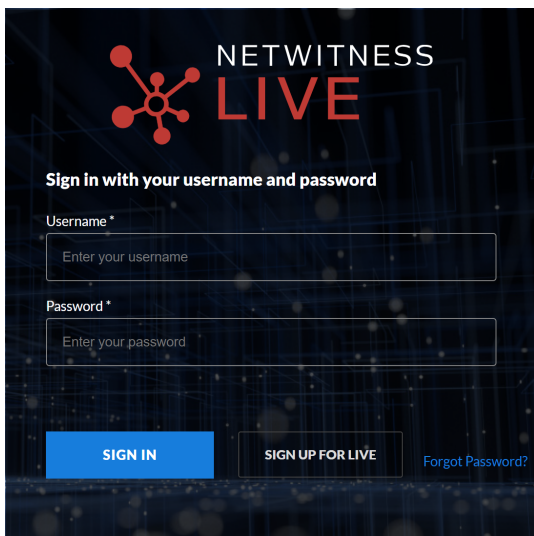 NETWITNESS
LIVE
Sign in with your username and password
Username *
Enter your username
Password *
Enter your password
SIGN IN
SIGN UP FOR LIVE
Forgot Password?